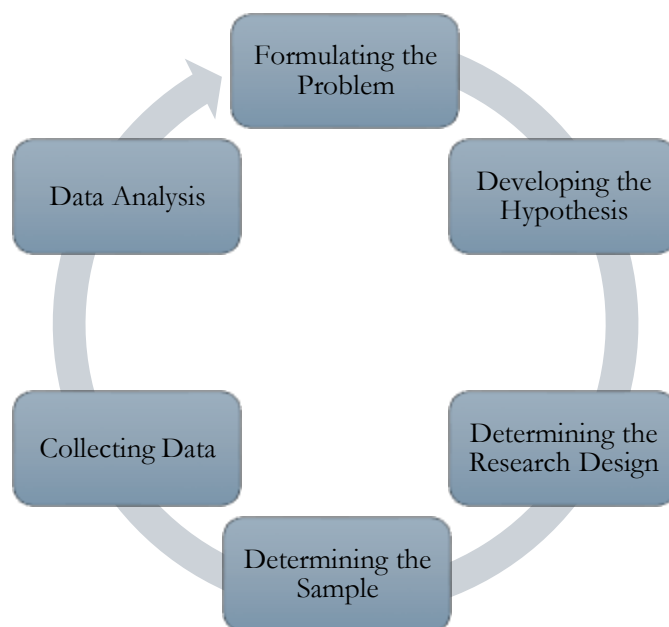 Formulating the
Problem
Developing the
Hypothesis
Determining the
Research Design
Determining the
Sample
Collecting Data
Data Analysis